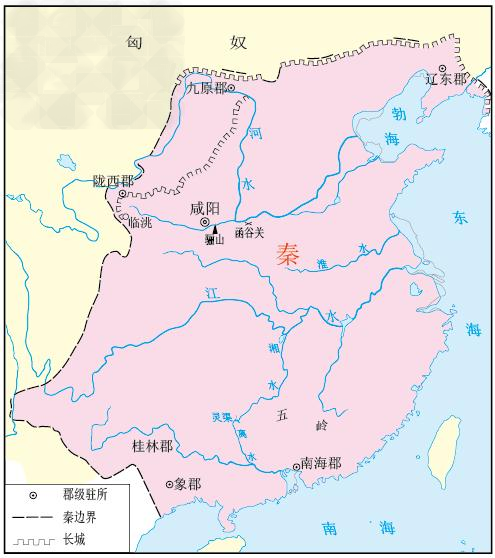 匈 奴
辽东郡
九原郡
勃
海
河
水
陇西郡
临洮
咸阳
骊山
函谷关
秦
淮 水
东
海
江
水
湘
水
灵渠
离
水
五 岭
桂林郡
南海郡
象郡
南 海
郡级驻所
秦边界
长城